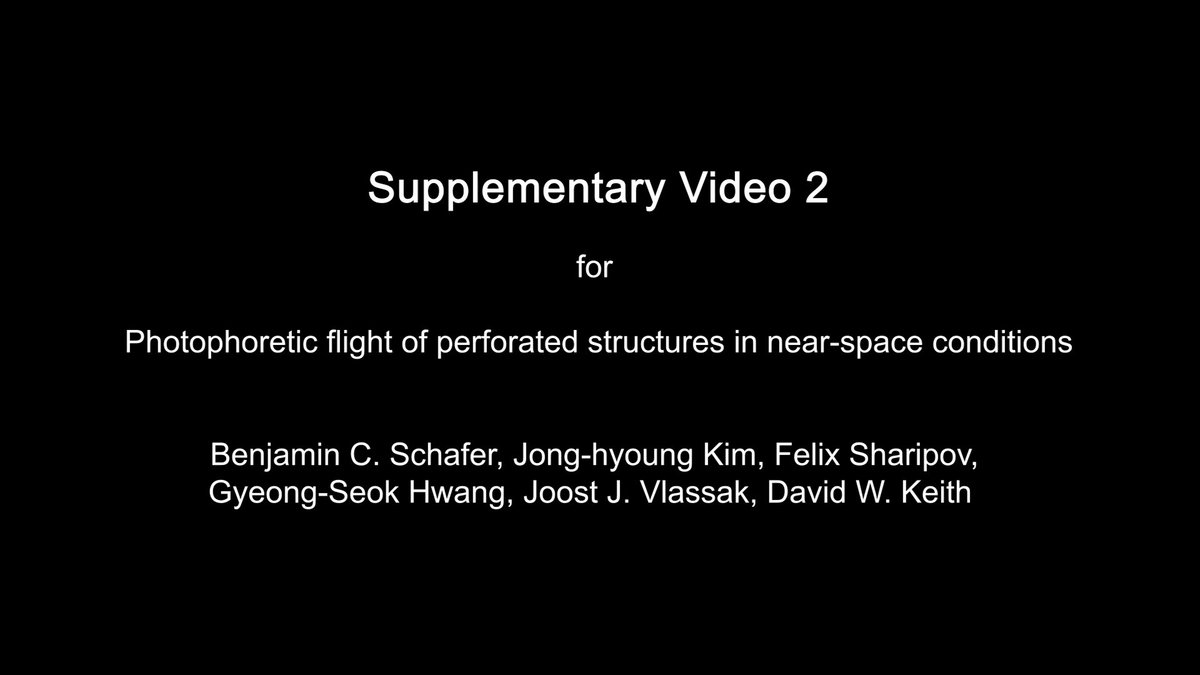 Supplementary Video 2
for
Photophoretic flight of perforated structures in near-space conditions
Benjamin C. Schafer, Jong-hyoung Kim, Felix Sharipov,
Gyeong-Seok Hwang, Joost J. Vlassak, David W. Keith